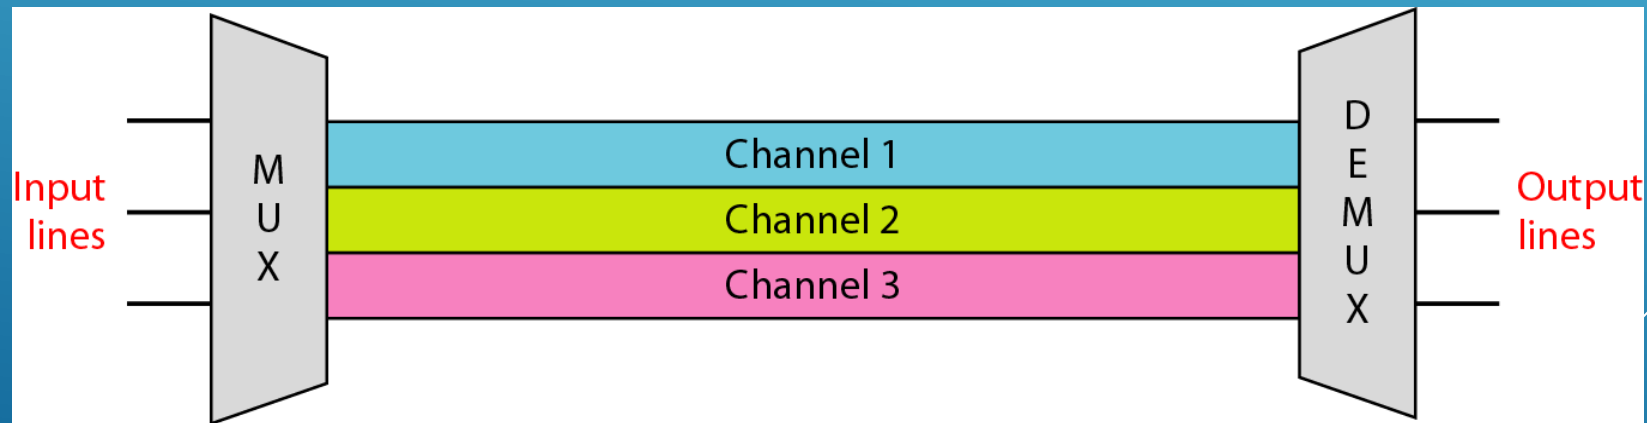 Input
lines
M
U
X
Channel 1
Channel 2
Channel 3
D
E
M
U
X
Output
lines